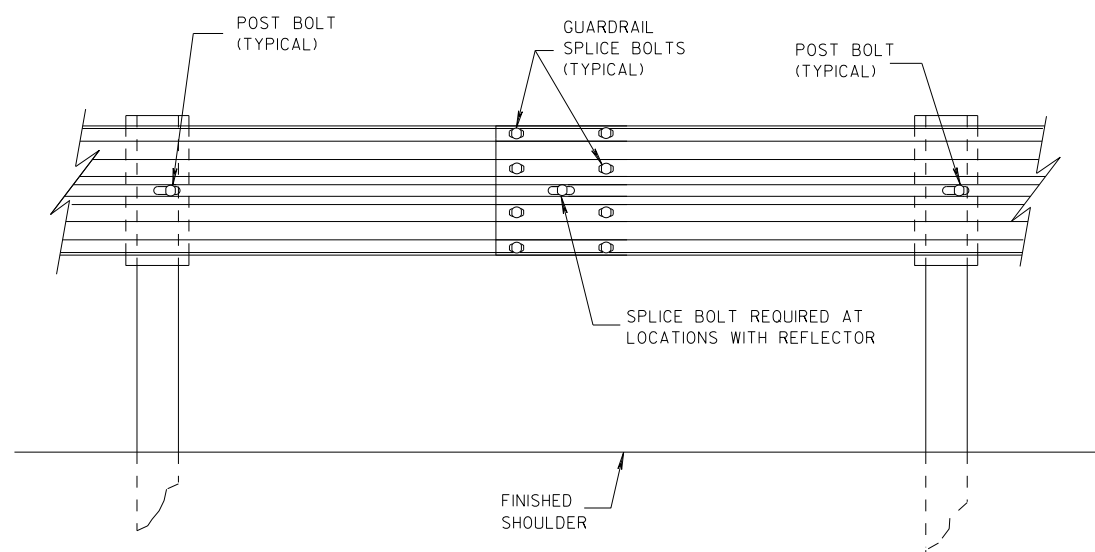 POST BOLT
(TYPICAL)
GUARDRAIL
SPLICE BOLTS
(TYPICAL)
POST BOLT
(TYPICAL)
SPLICE BOLT REQUIRED AT
LOCATIONS WITH REFLECTOR
FINISHED
SHOULDER